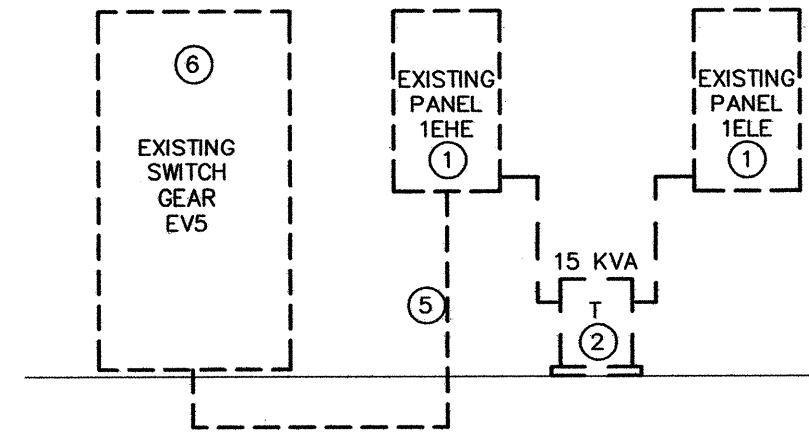 6
EXISTING
SWITCH
GEAR
EV5
EXISTING
PANEL
1EHE
1
EXISTING
PANEL
1ELE
1
15 KVA
T
2
5